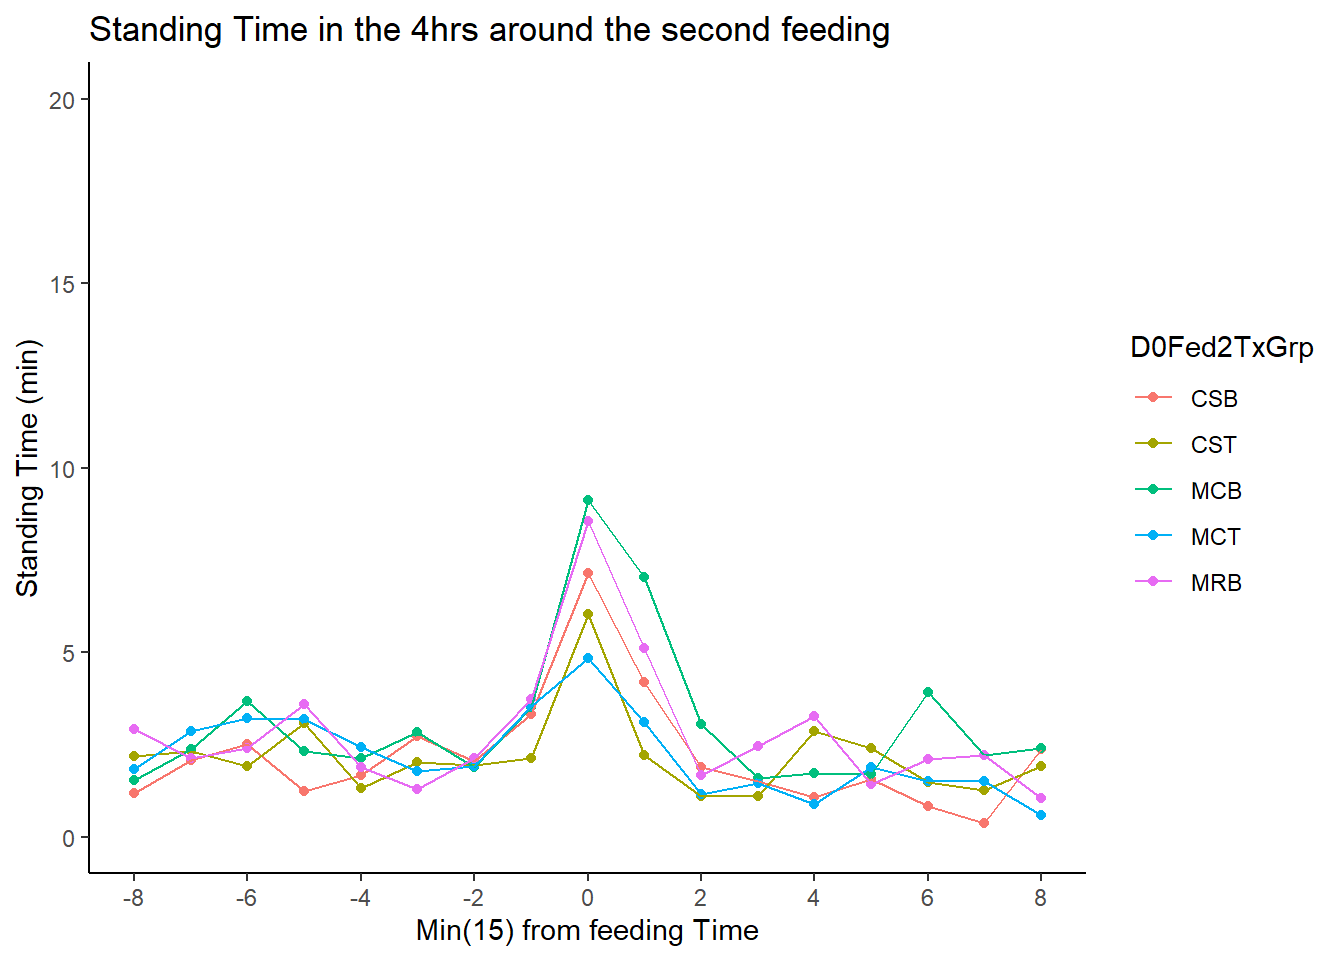 Standing Time in the 4hrs around the second feeding
Standing Time (min)
20
15
10
5
0
-8 -6 -4 -2 0 2 4 6 8
Min(15) from feeding Time
D0Fed2TxGrp
CSB
CST
MCB
MCT
MRB